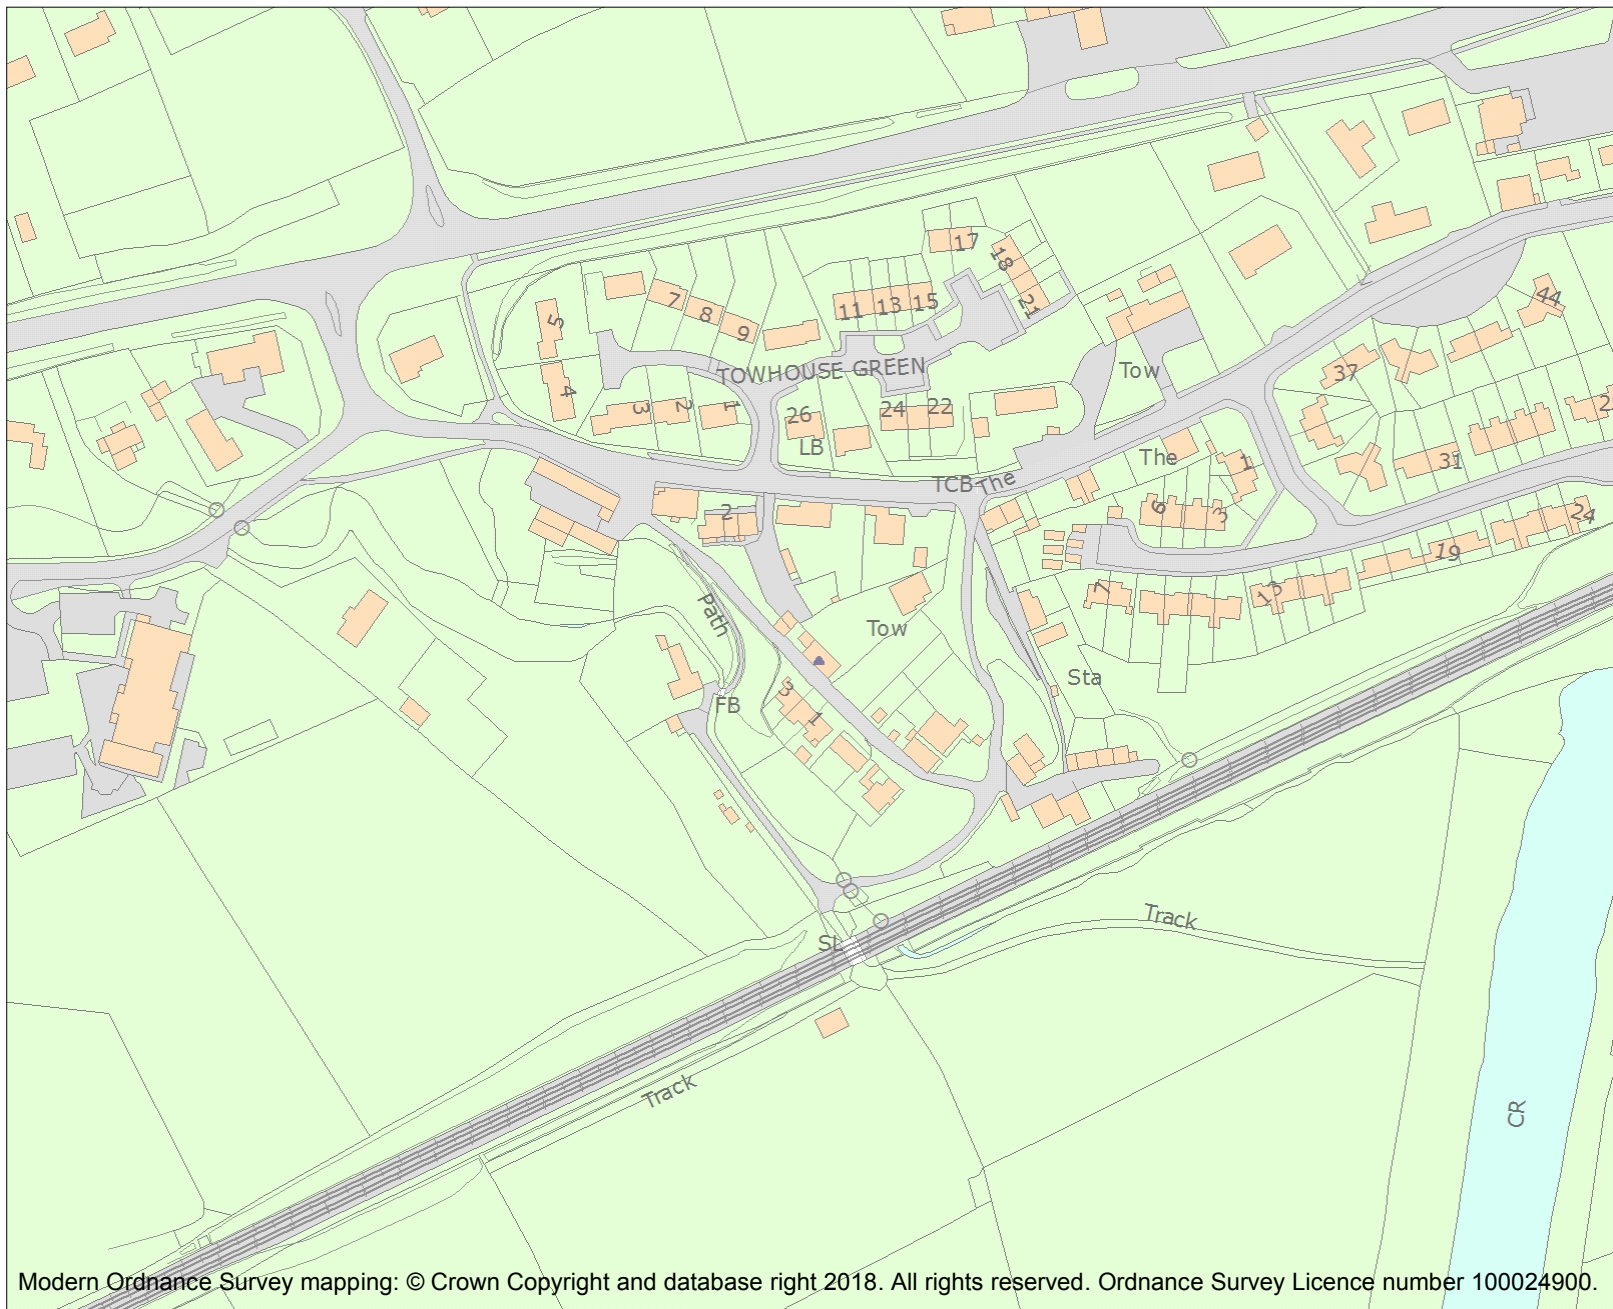 17
18
7
8
9
5
11
13
15
21
44
TOWHOUSE GREEN
Tow
37
4
3
2
1
26
24
22
2
LB
The
1
31
TCB
The
2
6
3
24
19
7
13
Path
Tow
Sta
3
FB
1
Track
SL
Track
CR
Modern Ordnance Survey mapping: © Crown Copyright and database right 2018. All rights reserved. Ordnance Survey Licence number 100024900.